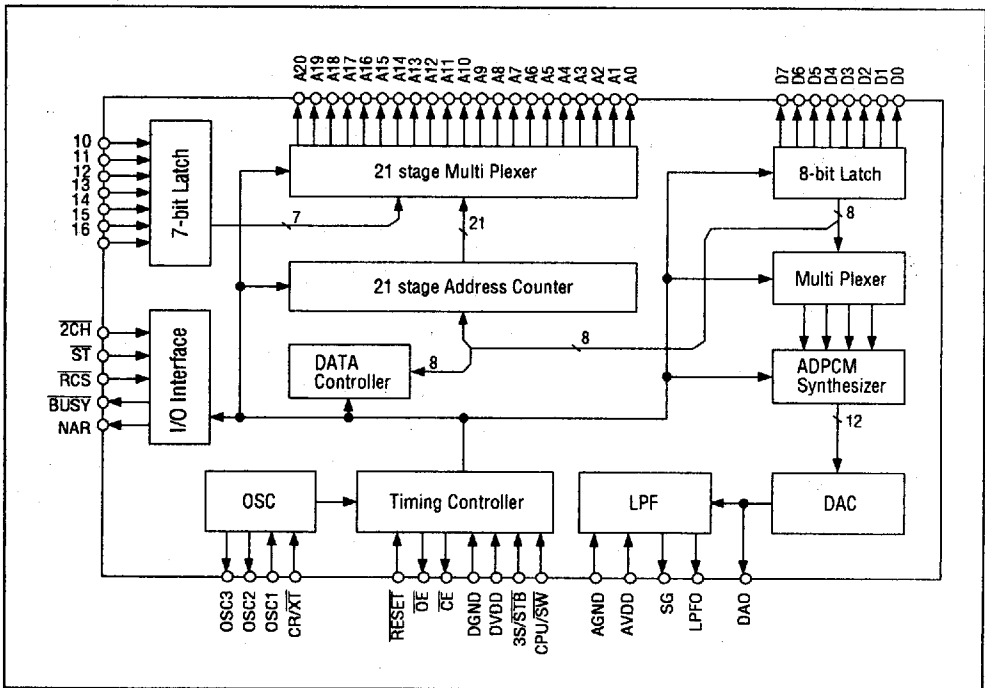 A20 A19 A18 A17 A16 A15 A14 A13 A12 A11 A10 A9 A8 A7 A6 A5 A4 A3 A2 A1 A0
D7 D6 D5 D4 D3 D2 D1 D0
10
11
12
13
14
15
16
7-bit Latch
21 stage Multi Plexer
8-bit Latch
7
21
8
21 stage Address Counter
Multi Plexer
2CH
ST
RCS
BUSY
NAR
I/O Interface
DATA
Controller
8
8
ADPCM
Synthesizer
12
OSC
Timing Controller
LPF
DAC
OSC3
OSC2
OSC1
CR/XT
RESET
OE
CE
DGND
DVDD
3S/STB
CPU/SW
AGND
AVDD
SG
LPFO
DAO